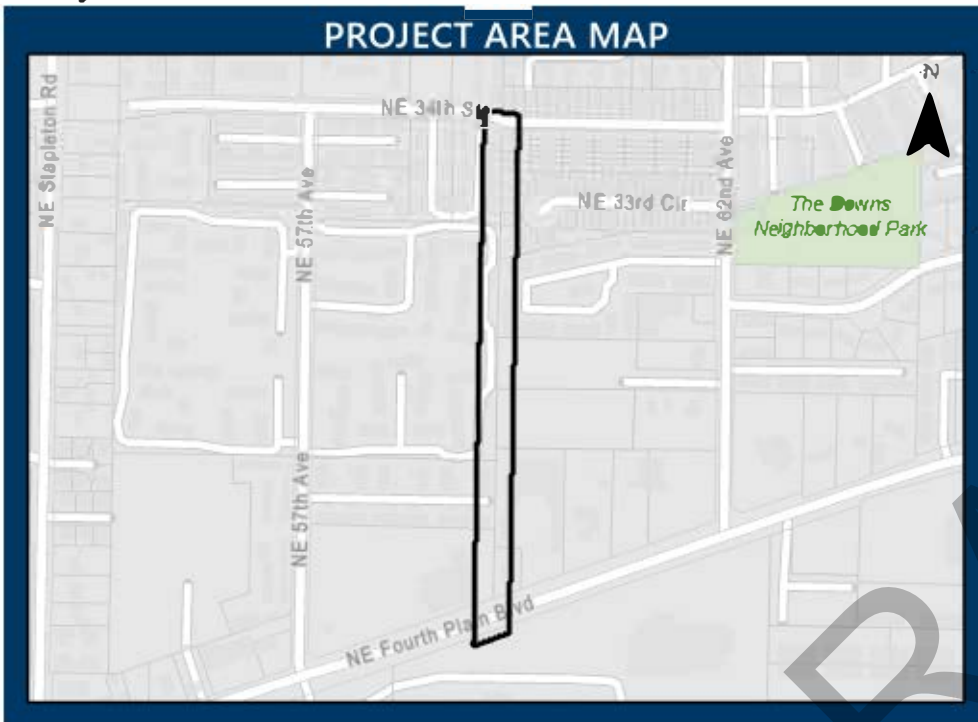 PROJECT AREA MAP
N
NE Stapleton Rd
NE 34th S
NE 57th Ave
NE 62nd Ave
NE 33rd Cir
The Downs
Neighborhood Park
NE 57th Ave
NE Fourth Plain Blvd